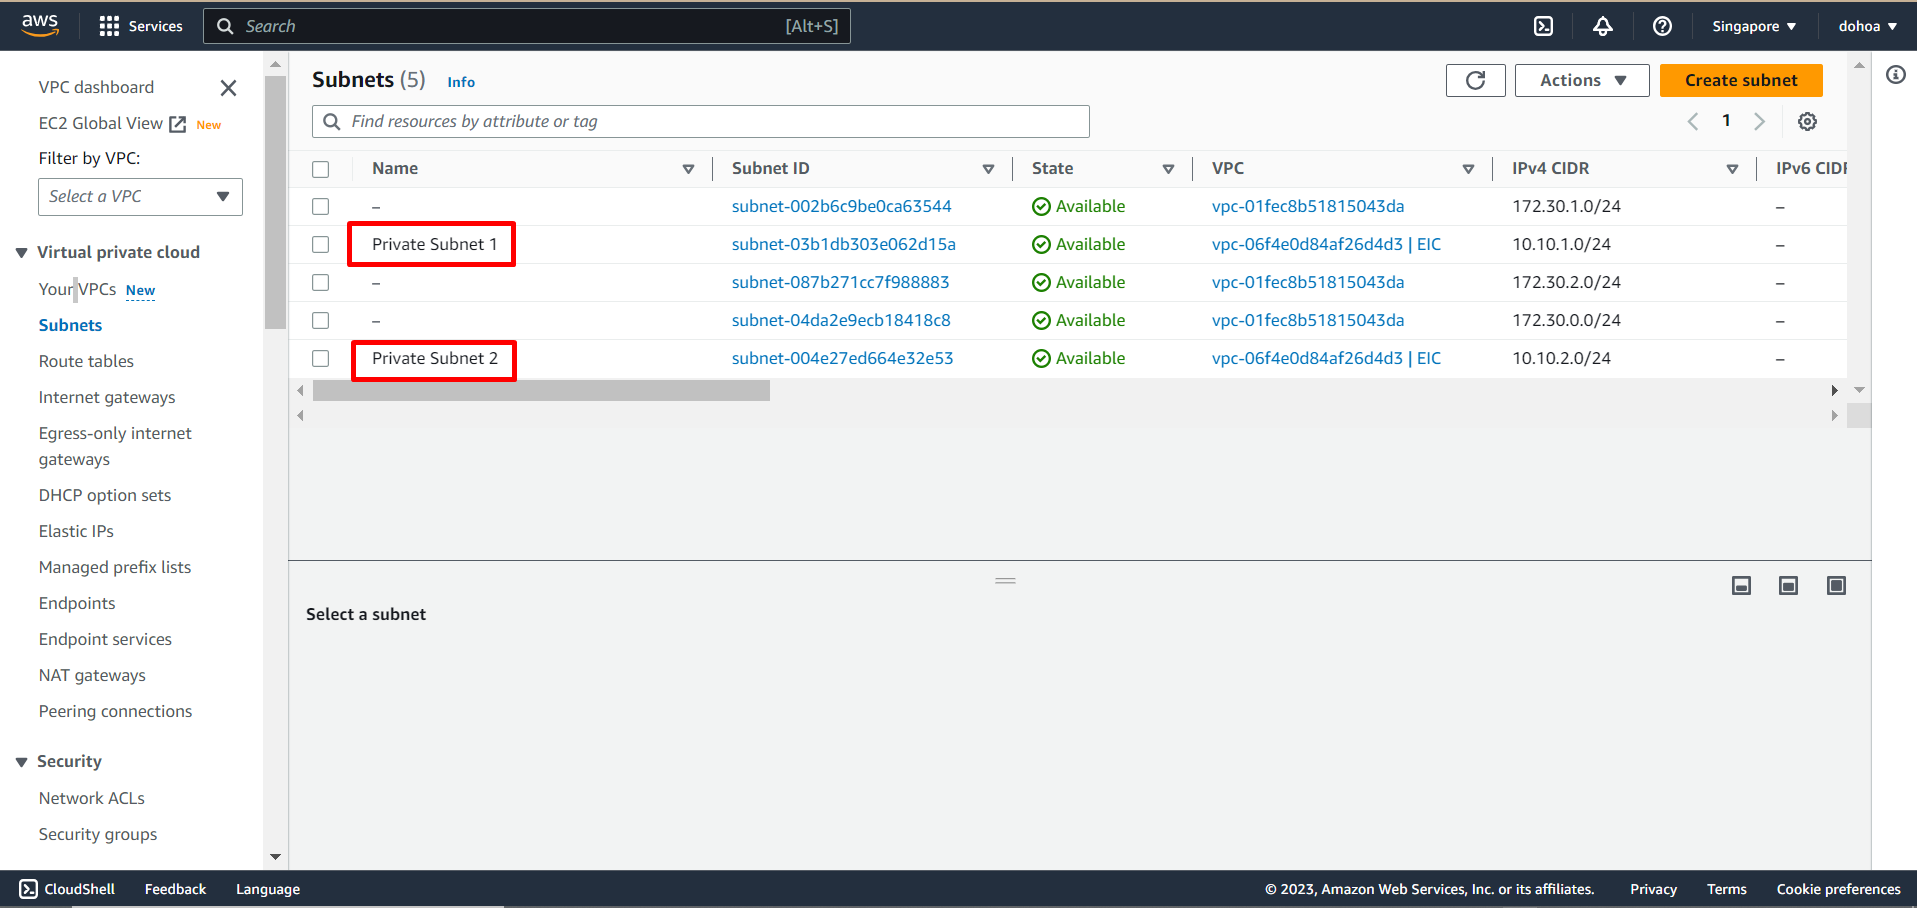 aws Services Search [Alt+S] Singapore dohoa
VPC dashboard
EC2 Global View New
Filter by VPC:
Select a VPC
Virtual private cloud
Your VPCs New
Subnets
Route tables
Internet gateways
Egress-only internet
gateways
DHCP option sets
Elastic IPs
Managed prefix lists
Endpoints
Endpoint services
NAT gateways
Peering connections
Security
Network ACLs
Security groups
Subnets (5) Info Actions Create subnet
Find resources by attribute or tag 1
Name Subnet ID State VPC IPv4 CIDR IPv6 CIDR
– subnet-002b6c9be0ca63544 Available vpc-01fec8b51815043da 172.30.1.0/24 –
Private Subnet 1 subnet-03b1db303e062d15a Available vpc-06f4e0d84af26d4d3 | EIC 10.10.1.0/24 –
– subnet-087b271cc7f988883 Available vpc-01fec8b51815043da 172.30.2.0/24 –
– subnet-04da2e9ecb18418c8 Available vpc-01fec8b51815043da 172.30.0.0/24 –
Private Subnet 2 subnet-004e27ed664e32e53 Available vpc-06f4e0d84af26d4d3 | EIC 10.10.2.0/24 –
Select a subnet
CloudShell Feedback Language © 2023, Amazon Web Services, Inc. or its affiliates. Privacy Terms Cookie preferences